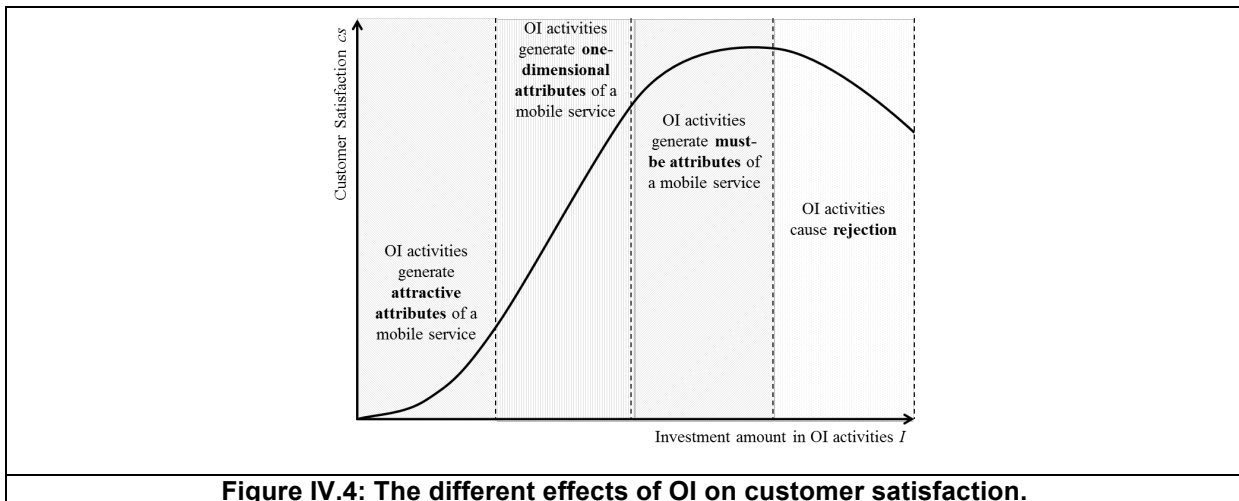 Customer Satisfaction cs
OI activities
generate
attractive
attributes of a
mobile service
OI activities
generate one-
dimensional
attributes of a
mobile service
OI activities
generate must-
be attributes of
a mobile service
OI activities
cause rejection
Investment amount in OI activities I
Figure IV.4: The different effects of OI on customer satisfaction.